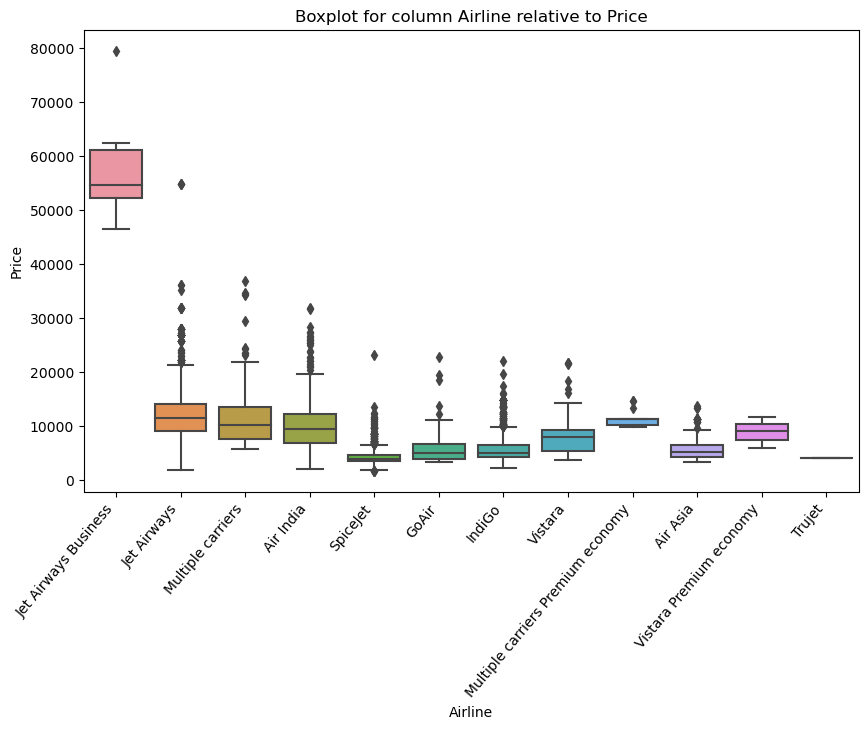 Boxplot for column Airline relative to Price
80000
70000
60000
50000
40000
30000
20000
10000
0
Price
Jet Airways Business
Jet Airways
Multiple carriers
Air India
SpiceJet
GoAir
IndiGo
Vistara
Multiple carriers Premium economy
Air Asia
Vistara Premium economy
Trujet
Airline